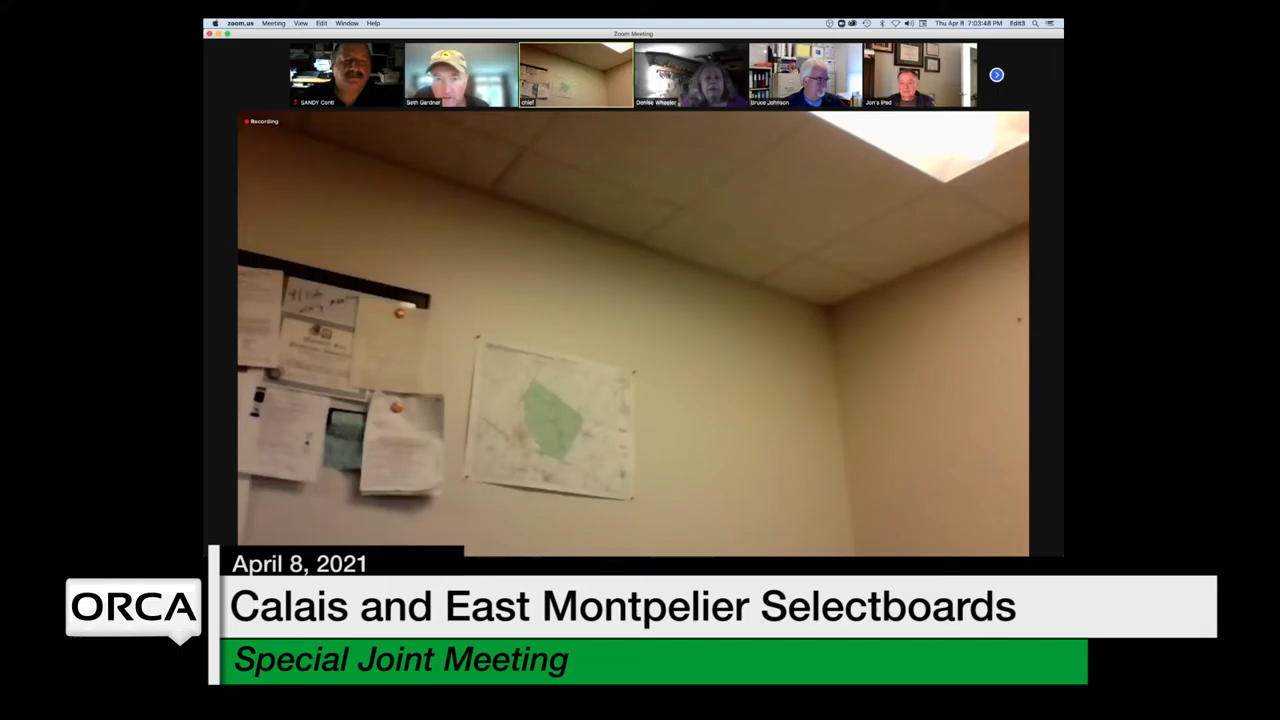 zoom.us Meeting View Edit Window Help
Thu Apr 8 7:03:48 PM Edit3
Zoom Meeting
SANDY Conti
Seth Gardner
chief
Denise Wheeler
Bruce Johnson
Jon's iPad
Recording
April 8, 2021
ORCA
Calais and East Montpelier Selectboards
Special Joint Meeting